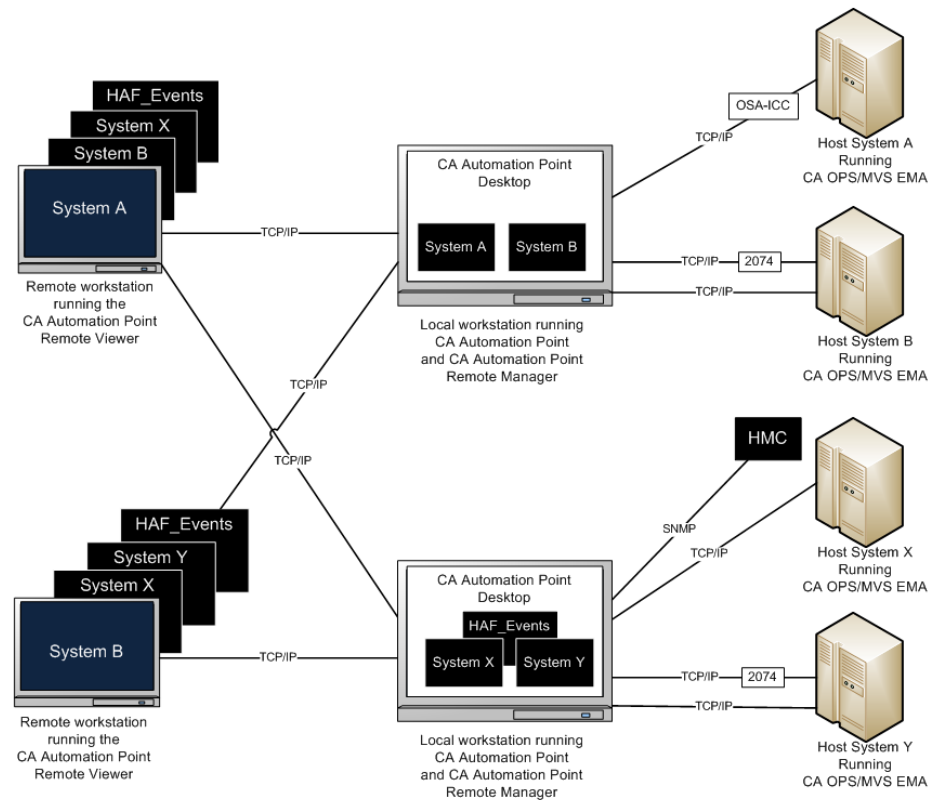 HAF_Events
System X
System B
System A
Remote workstation
running the
CA Automation Point
Remote Viewer
TCP/IP
CA Automation Point
Desktop
System A
System B
Local workstation running
CA Automation Point
and CA Automation Point
Remote Manager
TCP/IP
OSA-ICC
Host System A
Running
CA OPS/MVS EMA
TCP/IP
2074
TCP/IP
Host System B
Running
CA OPS/MVS EMA
TCP/IP
TCP/IP
HAF_Events
System Y
System X
System B
Remote workstation
running the
CA Automation Point
Remote Viewer
TCP/IP
CA Automation Point
Desktop
HAF_Events
System X
System Y
Local workstation running
CA Automation Point
and CA Automation Point
Remote Manager
HMC
SNMP
TCP/IP
Host System X
Running
CA OPS/MVS EMA
TCP/IP
2074
TCP/IP
Host System Y
Running
CA OPS/MVS EMA